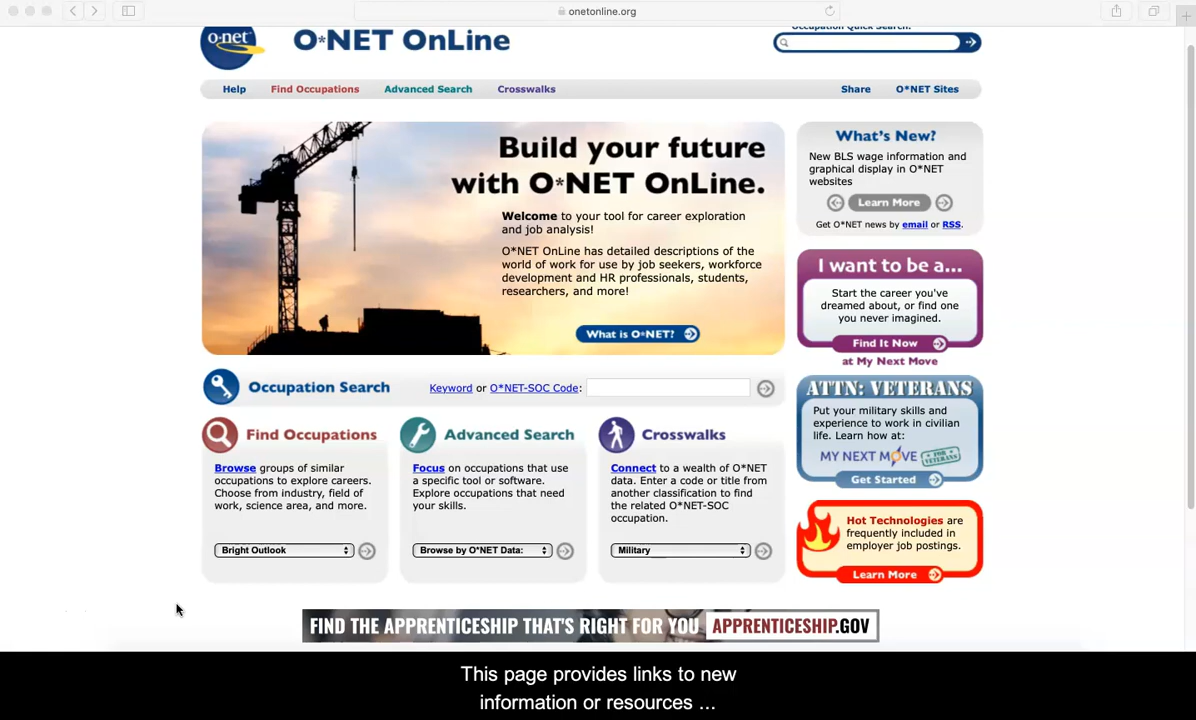 onetonline.org
o·net
O*NET OnLine
Occupation Quick Search:
Help Find Occupations Advanced Search Crosswalks Share O*NET Sites
Build your future
with O*NET OnLine.
Welcome to your tool for career exploration
and job analysis!
O*NET OnLine has detailed descriptions of the
world of work for use by job seekers, workforce
development and HR professionals, students,
researchers, and more!
What is O*NET?
What's New?
New BLS wage information and
graphical display in O*NET
websites
Learn More
Get O*NET news by email or RSS.
I want to be a...
Start the career you've
dreamed about, or find one
you never imagined.
Find It Now
at My Next Move
Occupation Search Keyword or O*NET-SOC Code:
Find Occupations
Browse groups of similar
occupations to explore careers.
Choose from industry, field of
work, science area, and more.
Bright Outlook
Advanced Search
Focus on occupations that use
a specific tool or software.
Explore occupations that need
your skills.
Browse by O*NET Data:
Crosswalks
Connect to a wealth of O*NET
data. Enter a code or title from
another classification to find
the related O*NET-SOC
occupation.
Military
ATTN: VETERANS
Put your military skills and
experience to work in civilian
life. Learn how at:
MY NEXT MOVE FOR VETERANS
Get Started
Hot Technologies are
frequently included in
employer job postings.
Learn More
FIND THE APPRENTICESHIP THAT'S RIGHT FOR YOU APPRENTICESHIP.GOV
This page provides links to new
information or resources ...